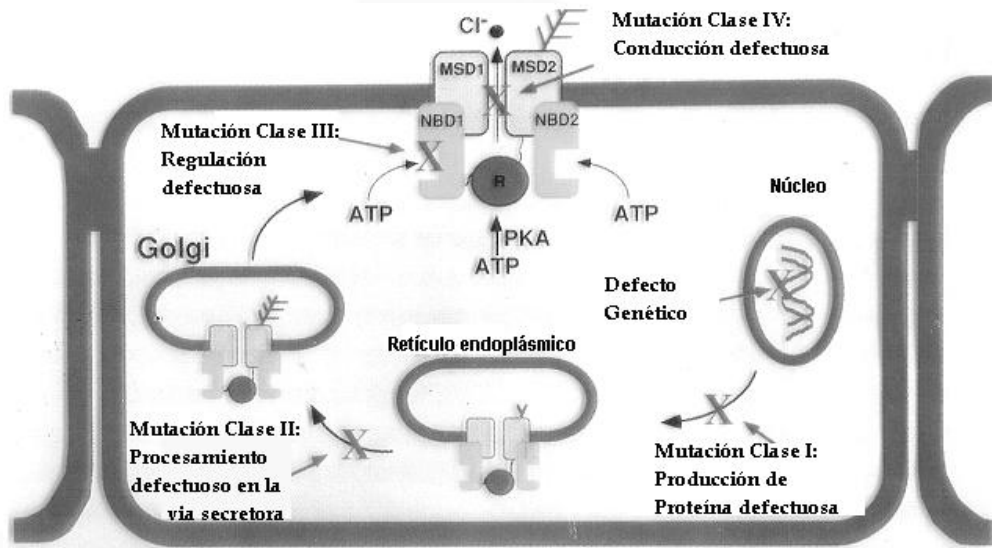 Mutación Clase IV:
Conducción defectuosa
Cl-
MSD1
MSD2
NBD1
NBD2
Mutación Clase III:
Regulación
defectuosa
R
ATP
ATP
PKA
ATP
Golgi
Núcleo
Defecto
Genético
Retículo endoplásmico
Mutación Clase II:
Procesamiento
defectuoso en la
via secretora
Mutación Clase I:
Producción de
Proteína defectuosa